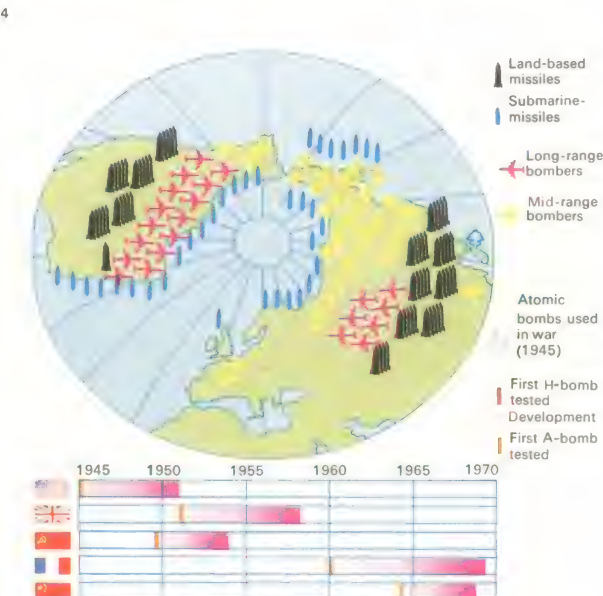 4
Land-based
missiles
Submarine-
missiles
Long-range
bombers
Mid-range
bombers
Atomic
bombs used
in war
(1945)
First H-bomb
tested
Development
First A-bomb
tested
1945 1950 1955 1960 1965 1970